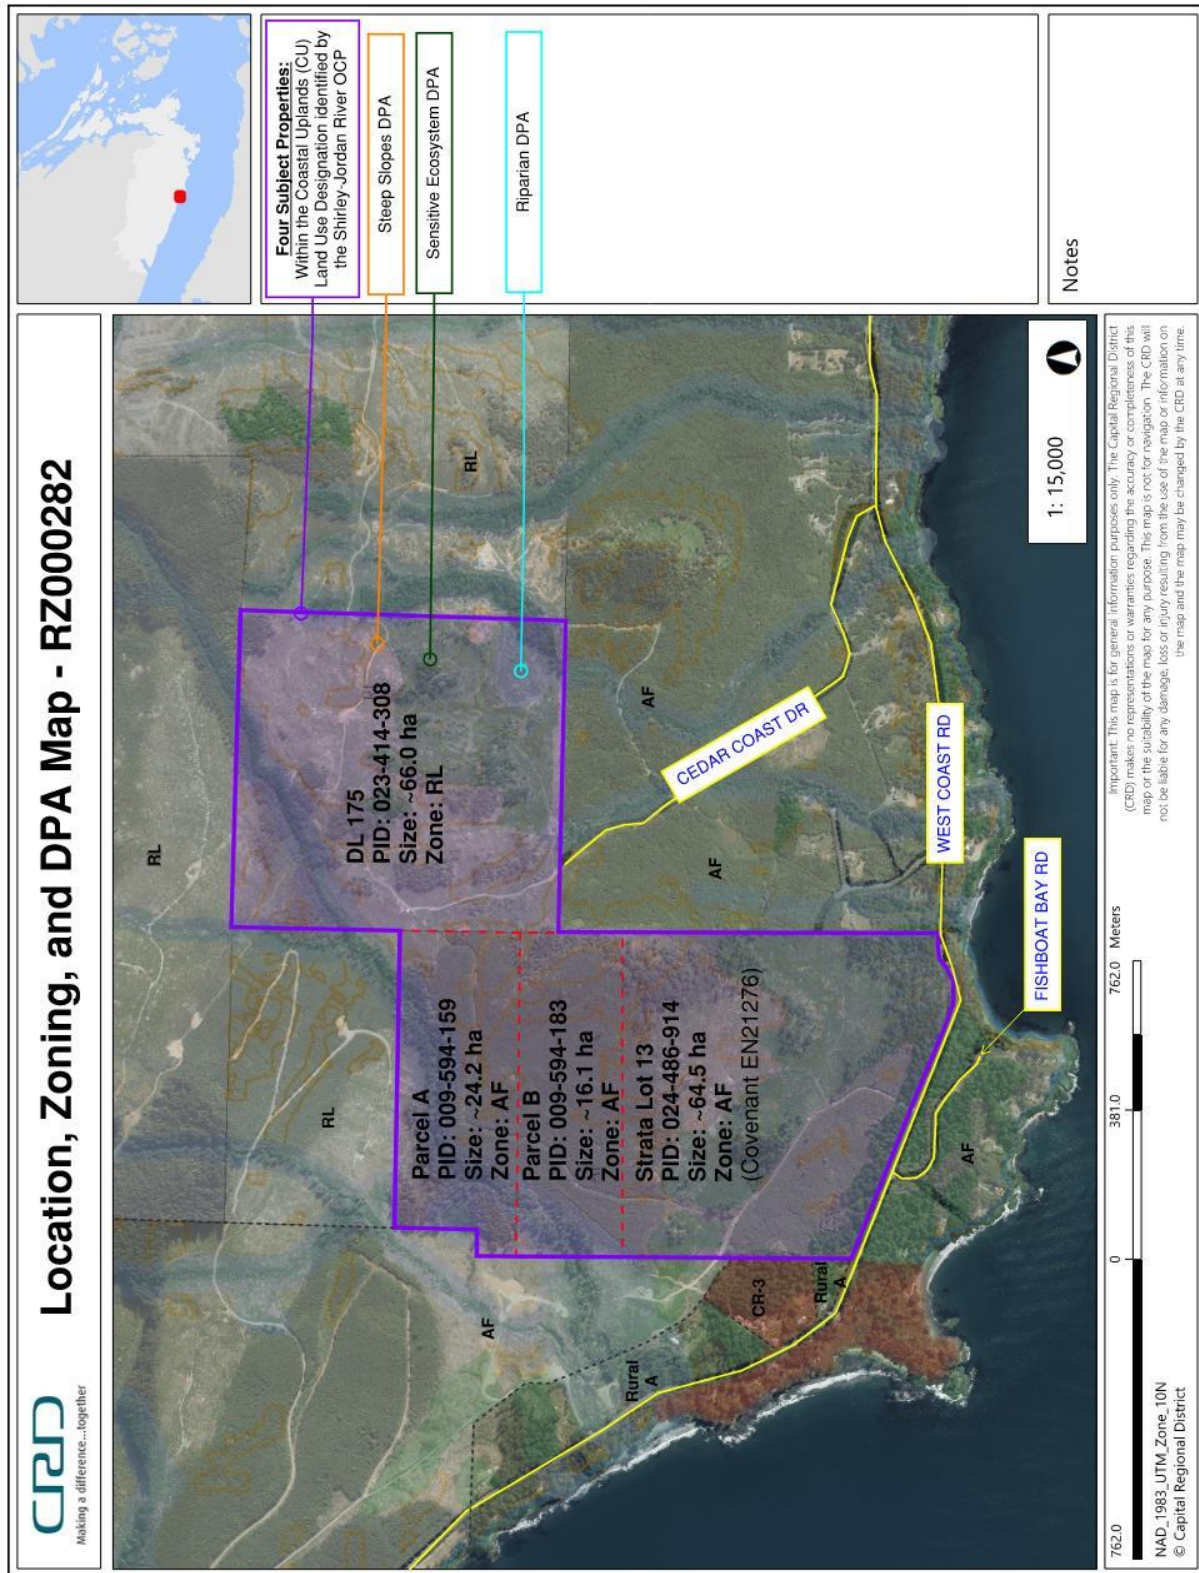 CRD
Making a difference...together
Location, Zoning, and DPA Map - RZ000282
Four Subject Properties:
Within the Coastal Uplands (CU)
Land Use Designation identified by
the Shirley-Jordan River OCP
Steep Slopes DPA
Sensitive Ecosystem DPA
Riparian DPA
RL
RL
RL
DL 175
PID: 023-414-308
Size: ~66.0 ha
Zone: RL
Parcel A
PID: 009-594-159
Size: ~24.2 ha
Zone: AF
Parcel B
PID: 009-594-183
Size: ~16.1 ha
Zone: AF
Strata Lot 13
PID: 024-486-914
Size: ~64.5 ha
Zone: AF
(Covenant EN21276)
AF
AF
AF
AF
Rural
A
CR-3
Rural
A
CEDAR COAST DR
WEST COAST RD
FISHBOAT BAY RD
1: 15,000
Notes
762.0
0
381.0
762.0 Meters
NAD_1983_UTM_Zone_10N
© Capital Regional District
Important: This map is for general information purposes only. The Capital Regional District
(CRD) makes no representations or warranties regarding the accuracy or completeness of this
map or the suitability of the map for any purpose. This map is not for navigation. The CRD will
not be liable for any damage, loss or injury resulting from the use of the map or information on
the map and the map may be changed by the CRD at any time.